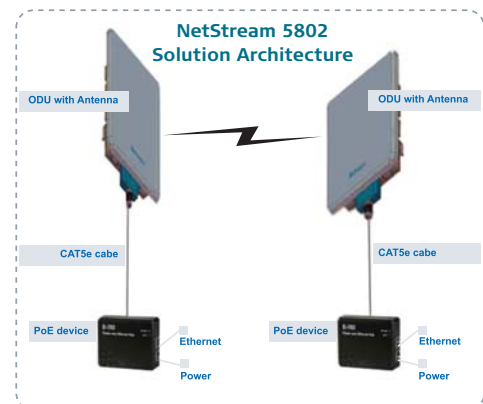 NetStream 5802
Solution Architecture
ODU with Antenna
ODU with Antenna
CAT5e cabe
CAT5e cabe
PoE device
Ethernet
Power
PoE device
Ethernet
Power